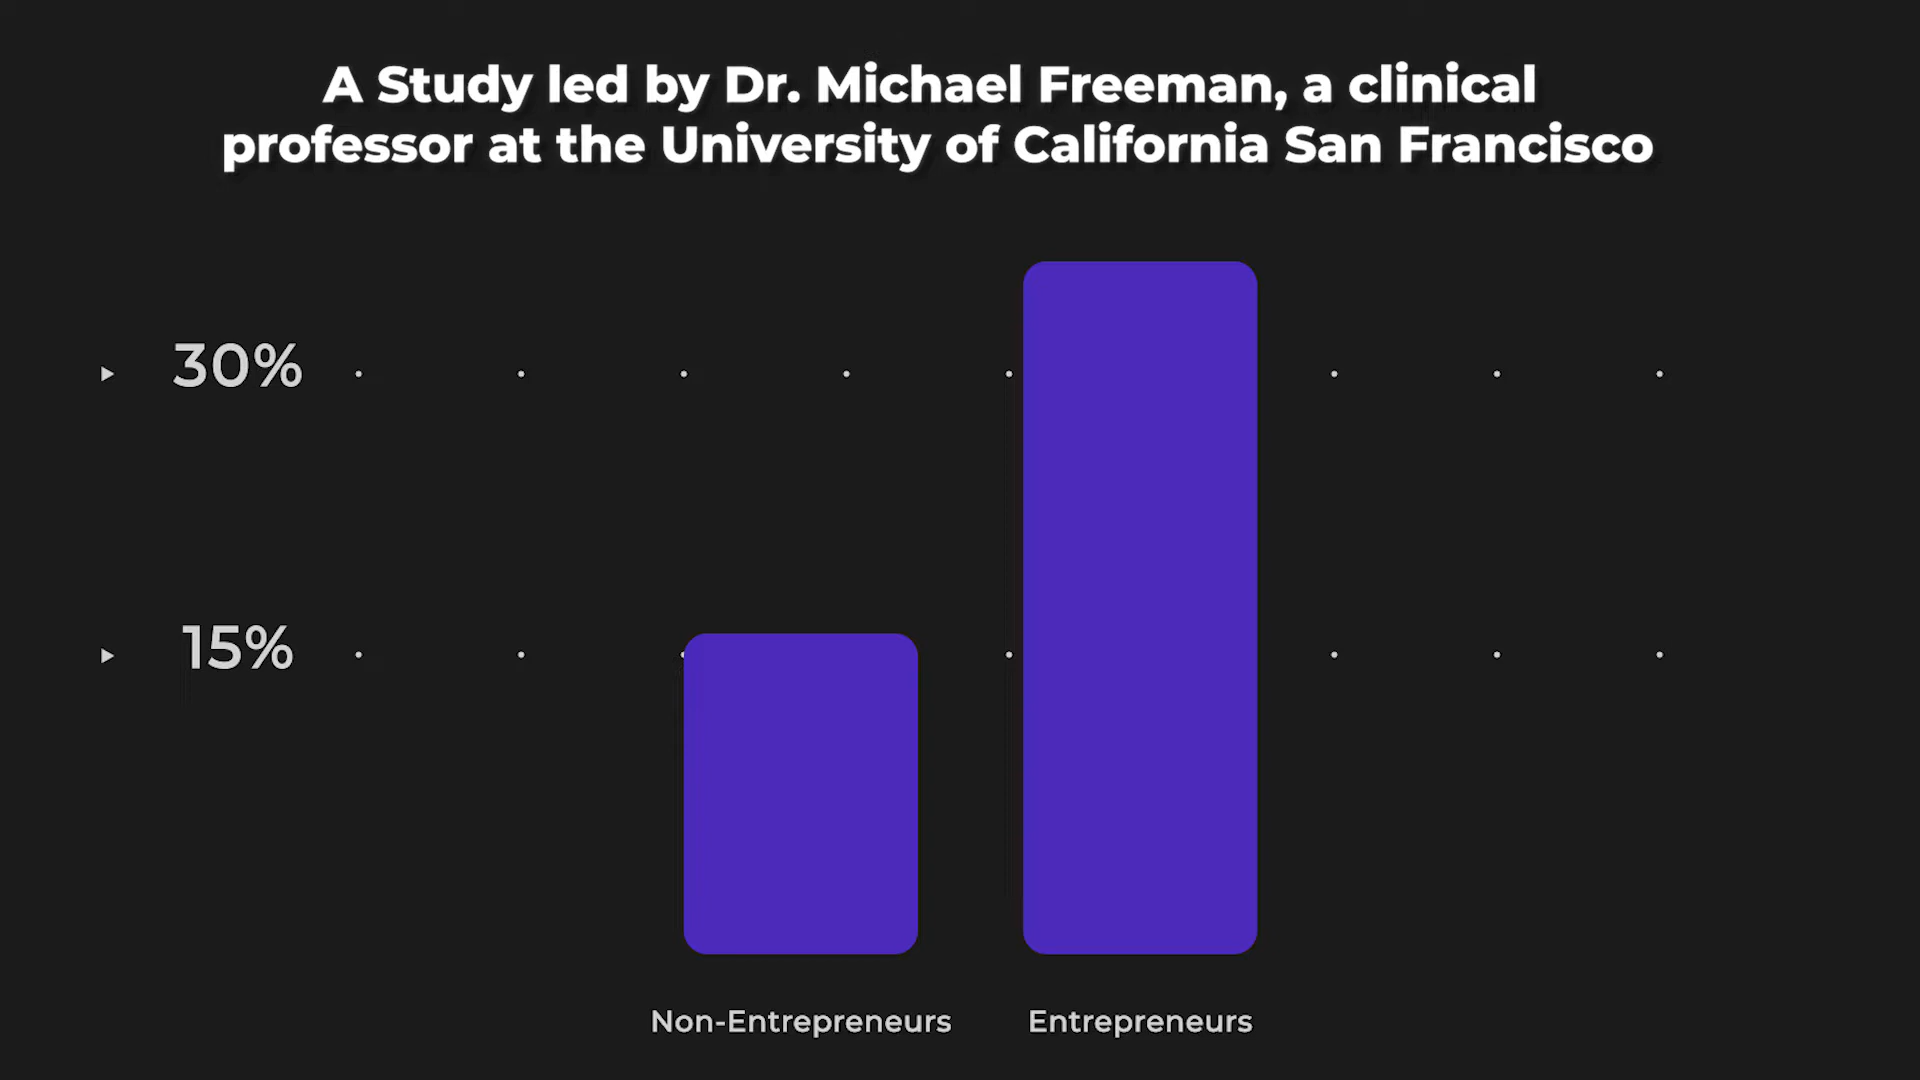 A Study led by Dr. Michael Freeman, a clinical
professor at the University of California San Francisco
30%
15%
Non-Entrepreneurs
Entrepreneurs